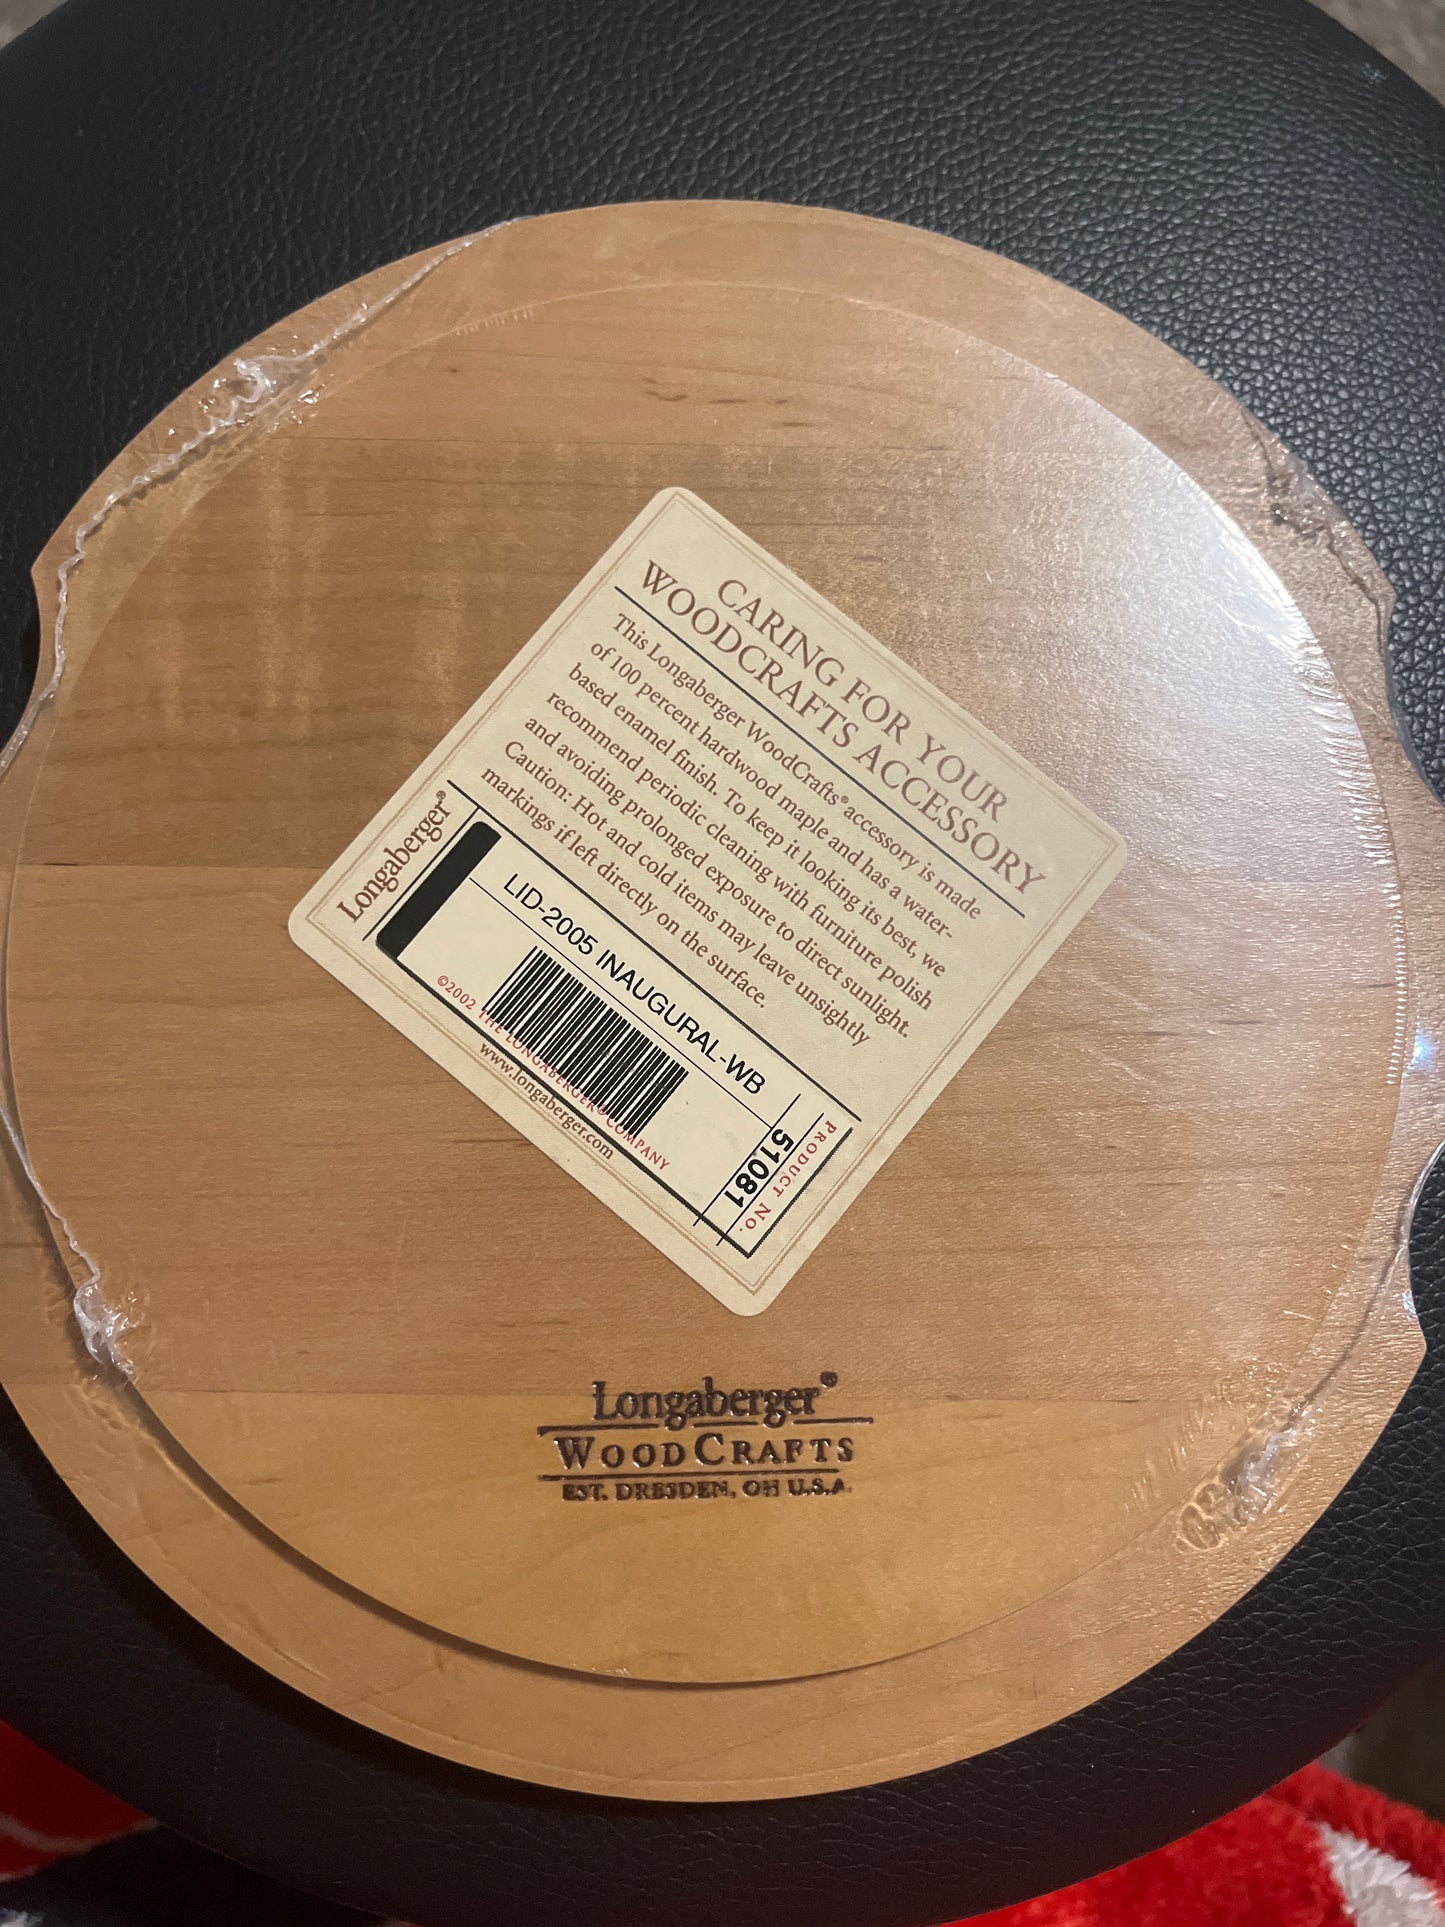 CARING FOR YOUR
WOODCRAFTS ACCESSORY
This Longaberger WoodCrafts® accessory is made
of 100 percent hardwood maple and has a water-
based enamel finish. To keep it looking its best, we
recommend periodic cleaning with furniture polish
and avoiding prolonged exposure to direct sunlight.
Caution: Hot and cold items may leave unsightly
markings if left directly on the surface.
Longaberger®
LID-2005 INAUGURAL-WB
PRODUCT No.
51081
©2002 THE LONGABERGER® COMPANY
www.longaberger.com
Longaberger®
WOODCRAFTS
EST. DRESDEN, OH U.S.A.